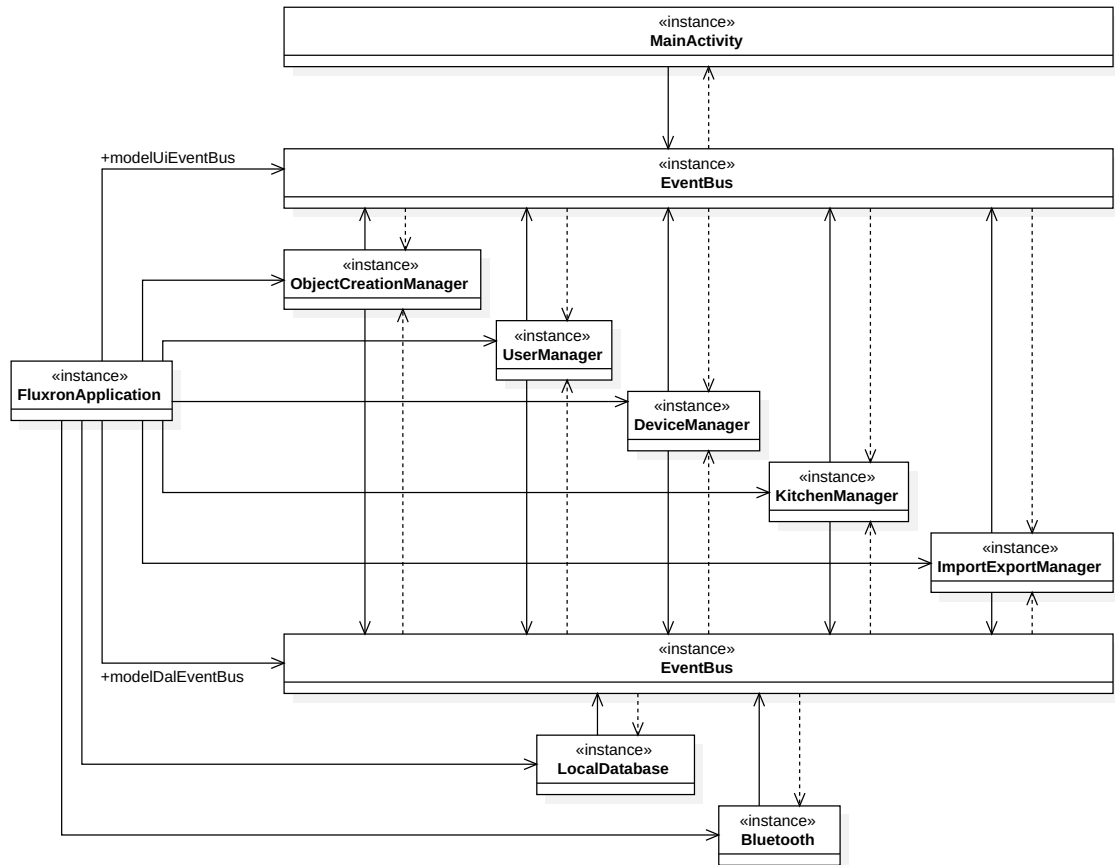 «instance»
MainActivity
+modelUiEventBus
«instance»
EventBus
«instance»
ObjectCreationManager
«instance»
UserManager
«instance»
FluxronApplication
«instance»
DeviceManager
«instance»
KitchenManager
«instance»
ImportExportManager
«instance»
EventBus
+modelDalEventBus
«instance»
LocalDatabase
«instance»
Bluetooth